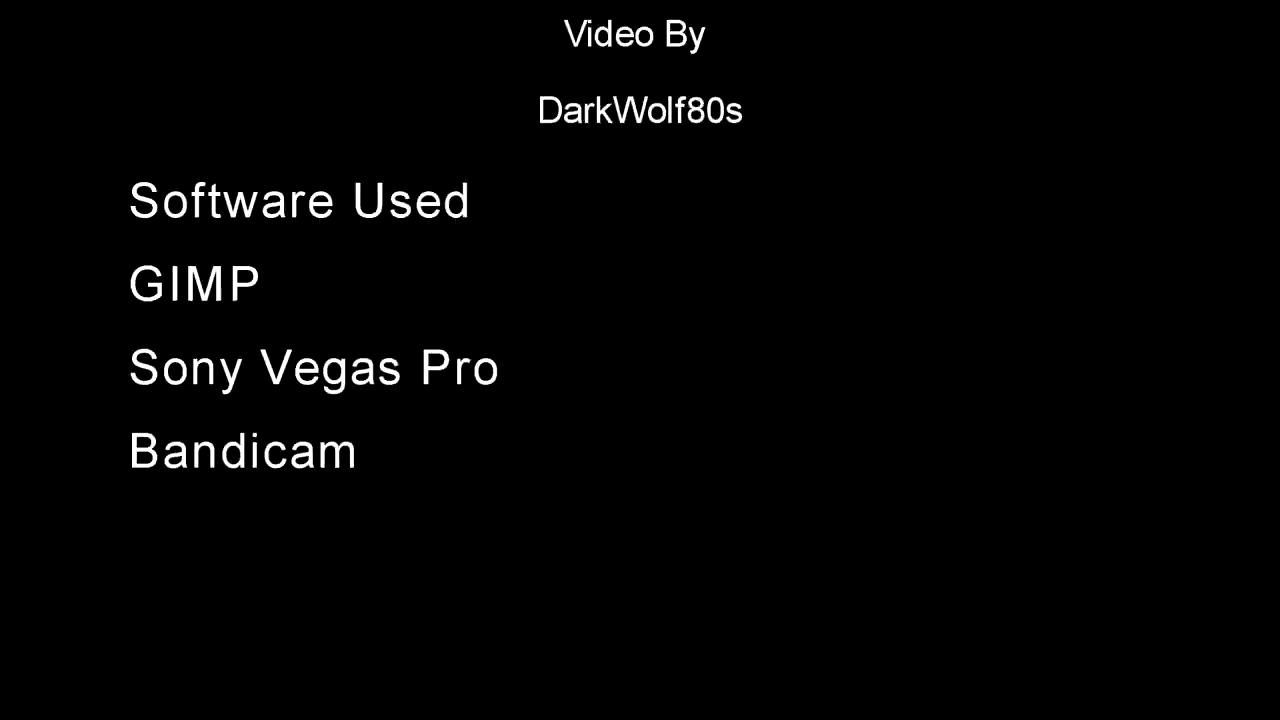 Video By
DarkWolf80s
Software Used
GIMP
Sony Vegas Pro
Bandicam